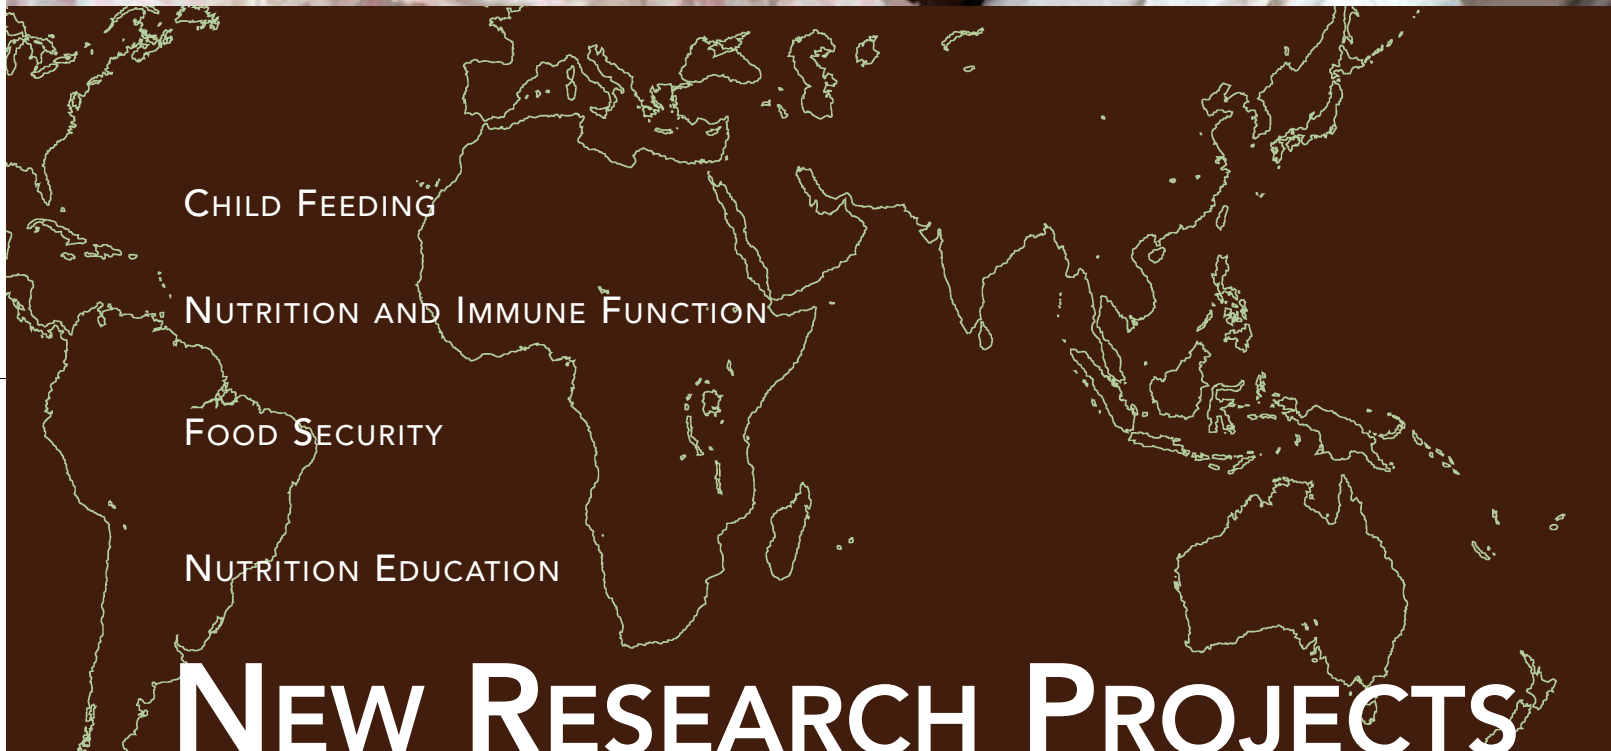 Child Feeding
Nutrition and Immune Function
Food Security
Nutrition Education
New Research Projects